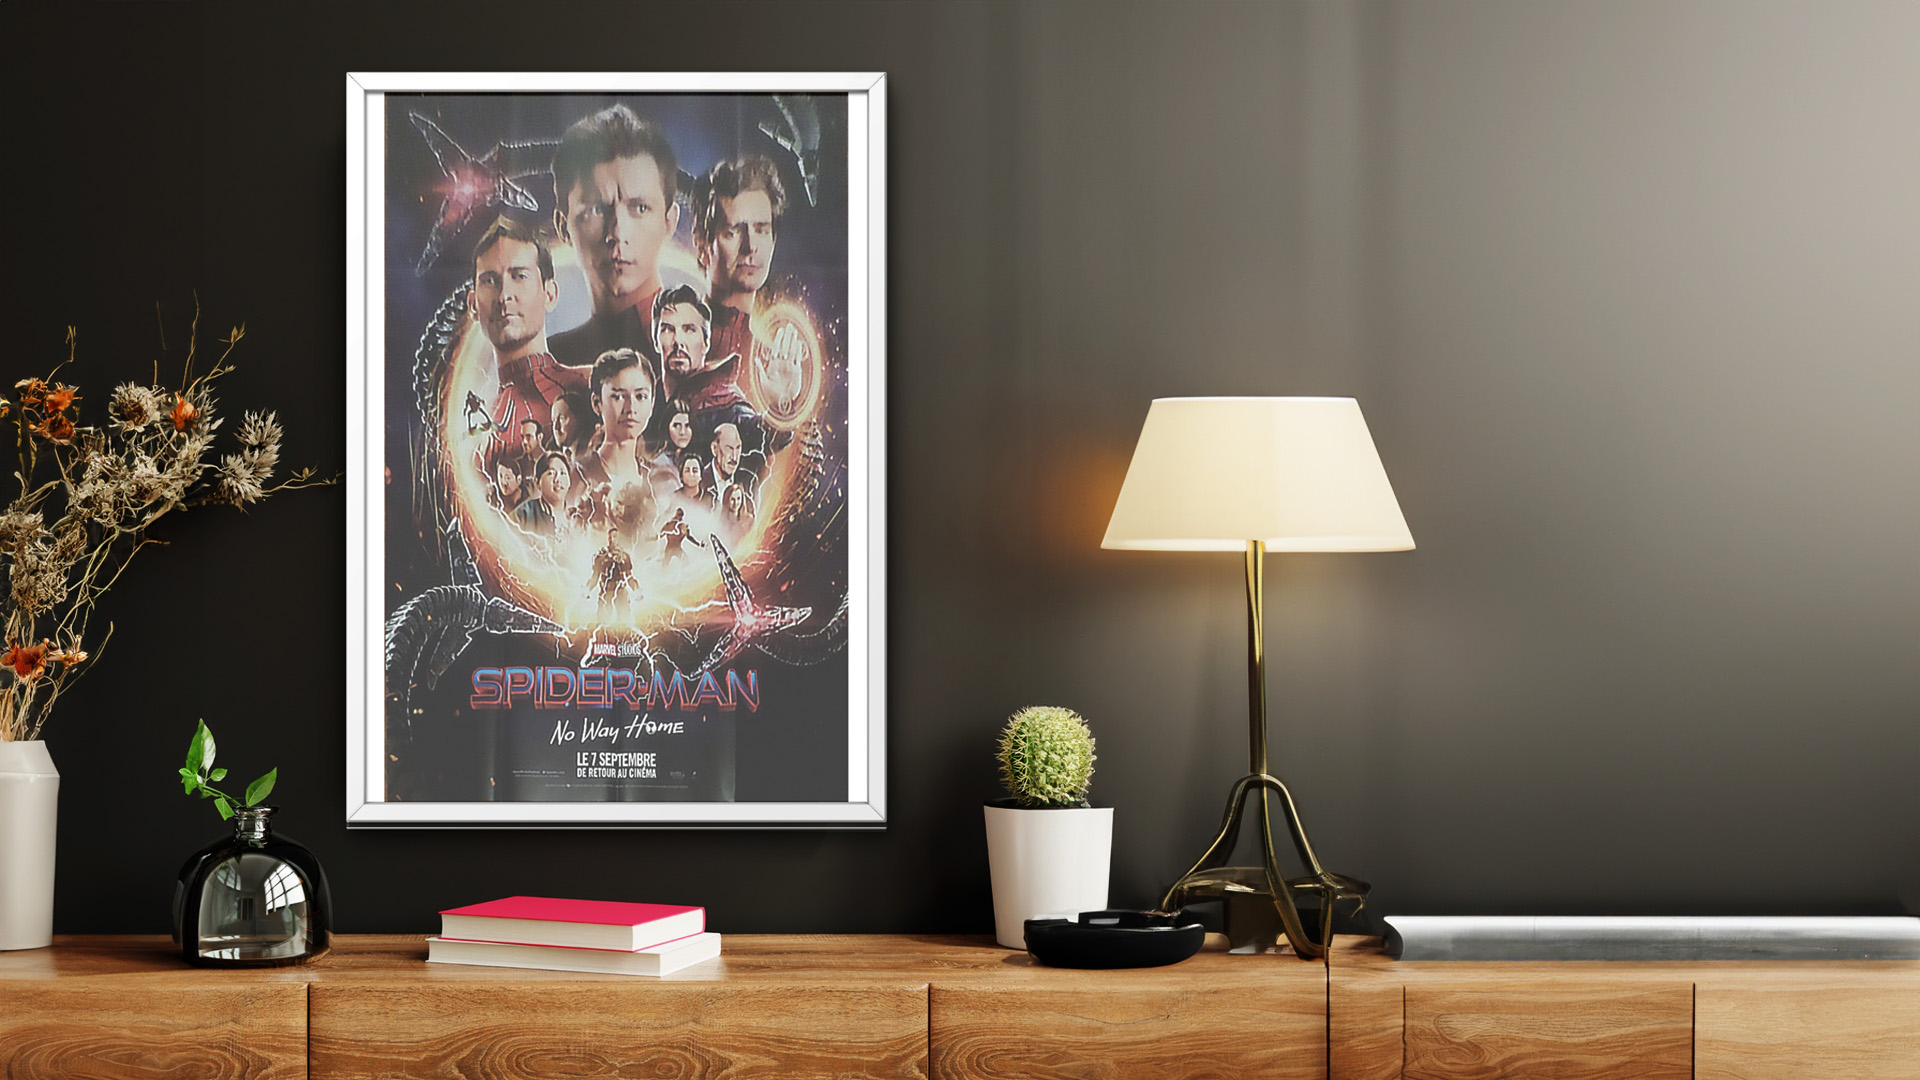 MARVEL STUDIOS
SPIDER-MAN
NO WAY HOME
LE 7 SEPTEMBRE
DE RETOUR AU CINÉMA